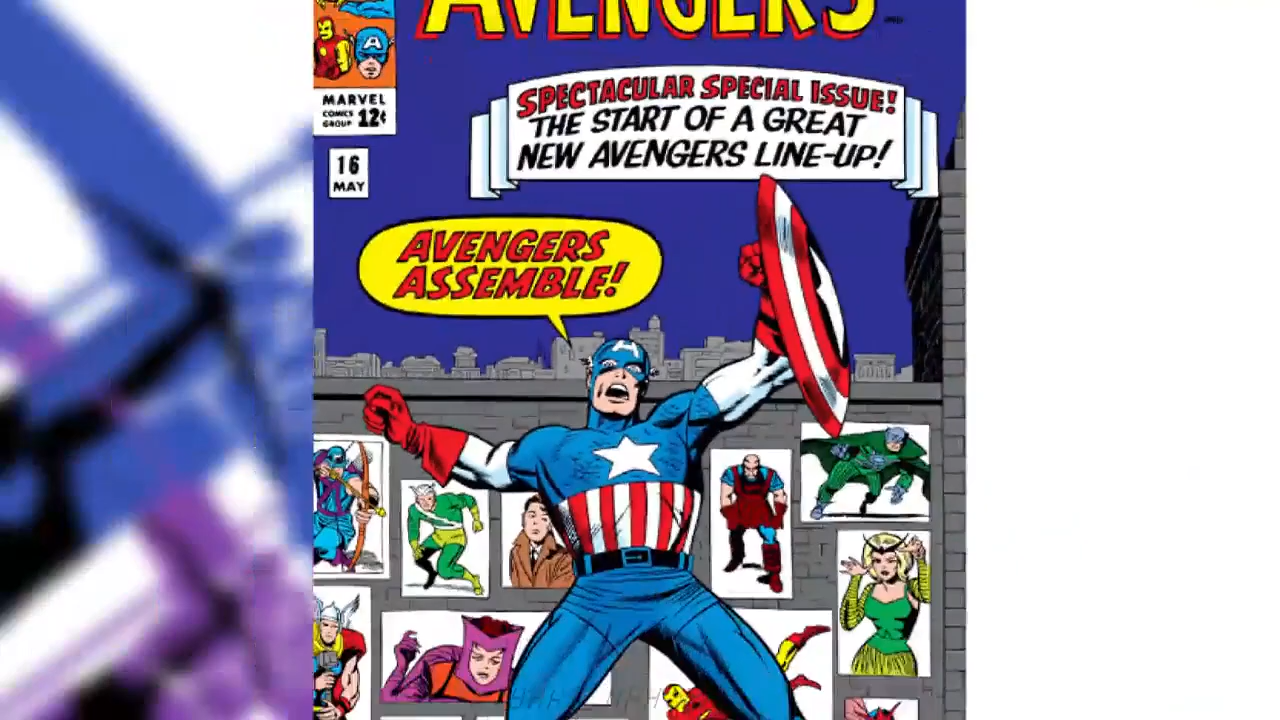 AVENGERS
MARVEL
COMICS
GROUP 12¢
16
MAY
SPECTACULAR SPECIAL ISSUE!
THE START OF A GREAT
NEW AVENGERS LINE-UP!
AVENGERS
ASSEMBLE!
A
A